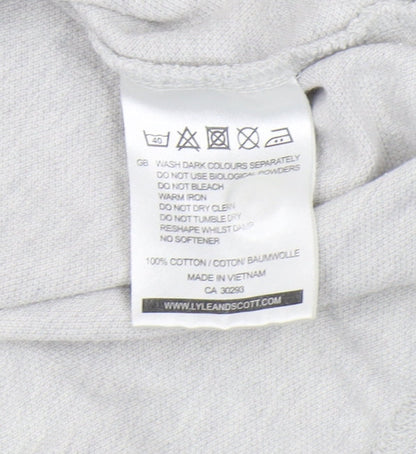 40
GB WASH DARK COLOURS SEPARATELY
DO NOT USE BIOLOGICAL POWDERS
DO NOT BLEACH
WARM IRON
DO NOT DRY CLEAN
DO NOT TUMBLE DRY
RESHAPE WHILST DAMP
NO SOFTENER
100% COTTON / COTON/ BAUMWOLLE
MADE IN VIETNAM
CA 30293
WWW.LYLEANDSCOTT.COM